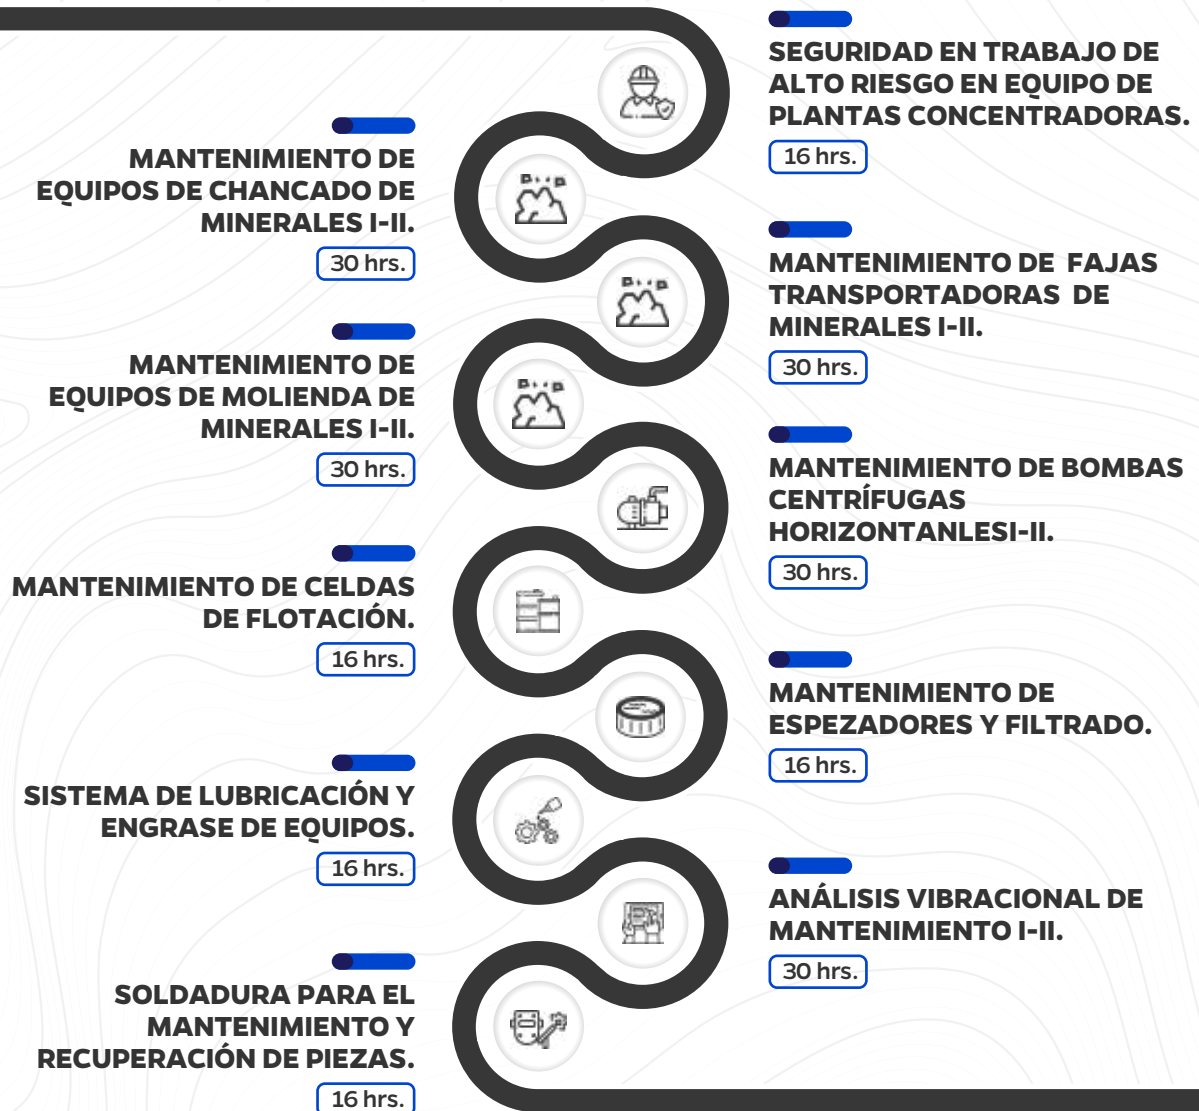 SEGURIDAD EN TRABAJO DE
ALTO RIESGO EN EQUIPO DE
PLANTAS CONCENTRADORAS.
16 hrs.
MANTENIMIENTO DE
EQUIPOS DE CHANCADO DE
MINERALES I-II.
30 hrs.
MANTENIMIENTO DE FAJAS
TRANSPORTADORAS DE
MINERALES I-II.
30 hrs.
MANTENIMIENTO DE
EQUIPOS DE MOLIENDA DE
MINERALES I-II.
30 hrs.
MANTENIMIENTO DE BOMBAS
CENTRÍFUGAS
HORIZONTANLESI-II.
30 hrs.
MANTENIMIENTO DE CELDAS
DE FLOTACIÓN.
16 hrs.
MANTENIMIENTO DE
ESPEZADORES Y FILTRADO.
16 hrs.
SISTEMA DE LUBRICACIÓN Y
ENGRASE DE EQUIPOS.
16 hrs.
ANÁLISIS VIBRACIONAL DE
MANTENIMIENTO I-II.
30 hrs.
SOLDADURA PARA EL
MANTENIMIENTO Y
RECUPERACIÓN DE PIEZAS.
16 hrs.